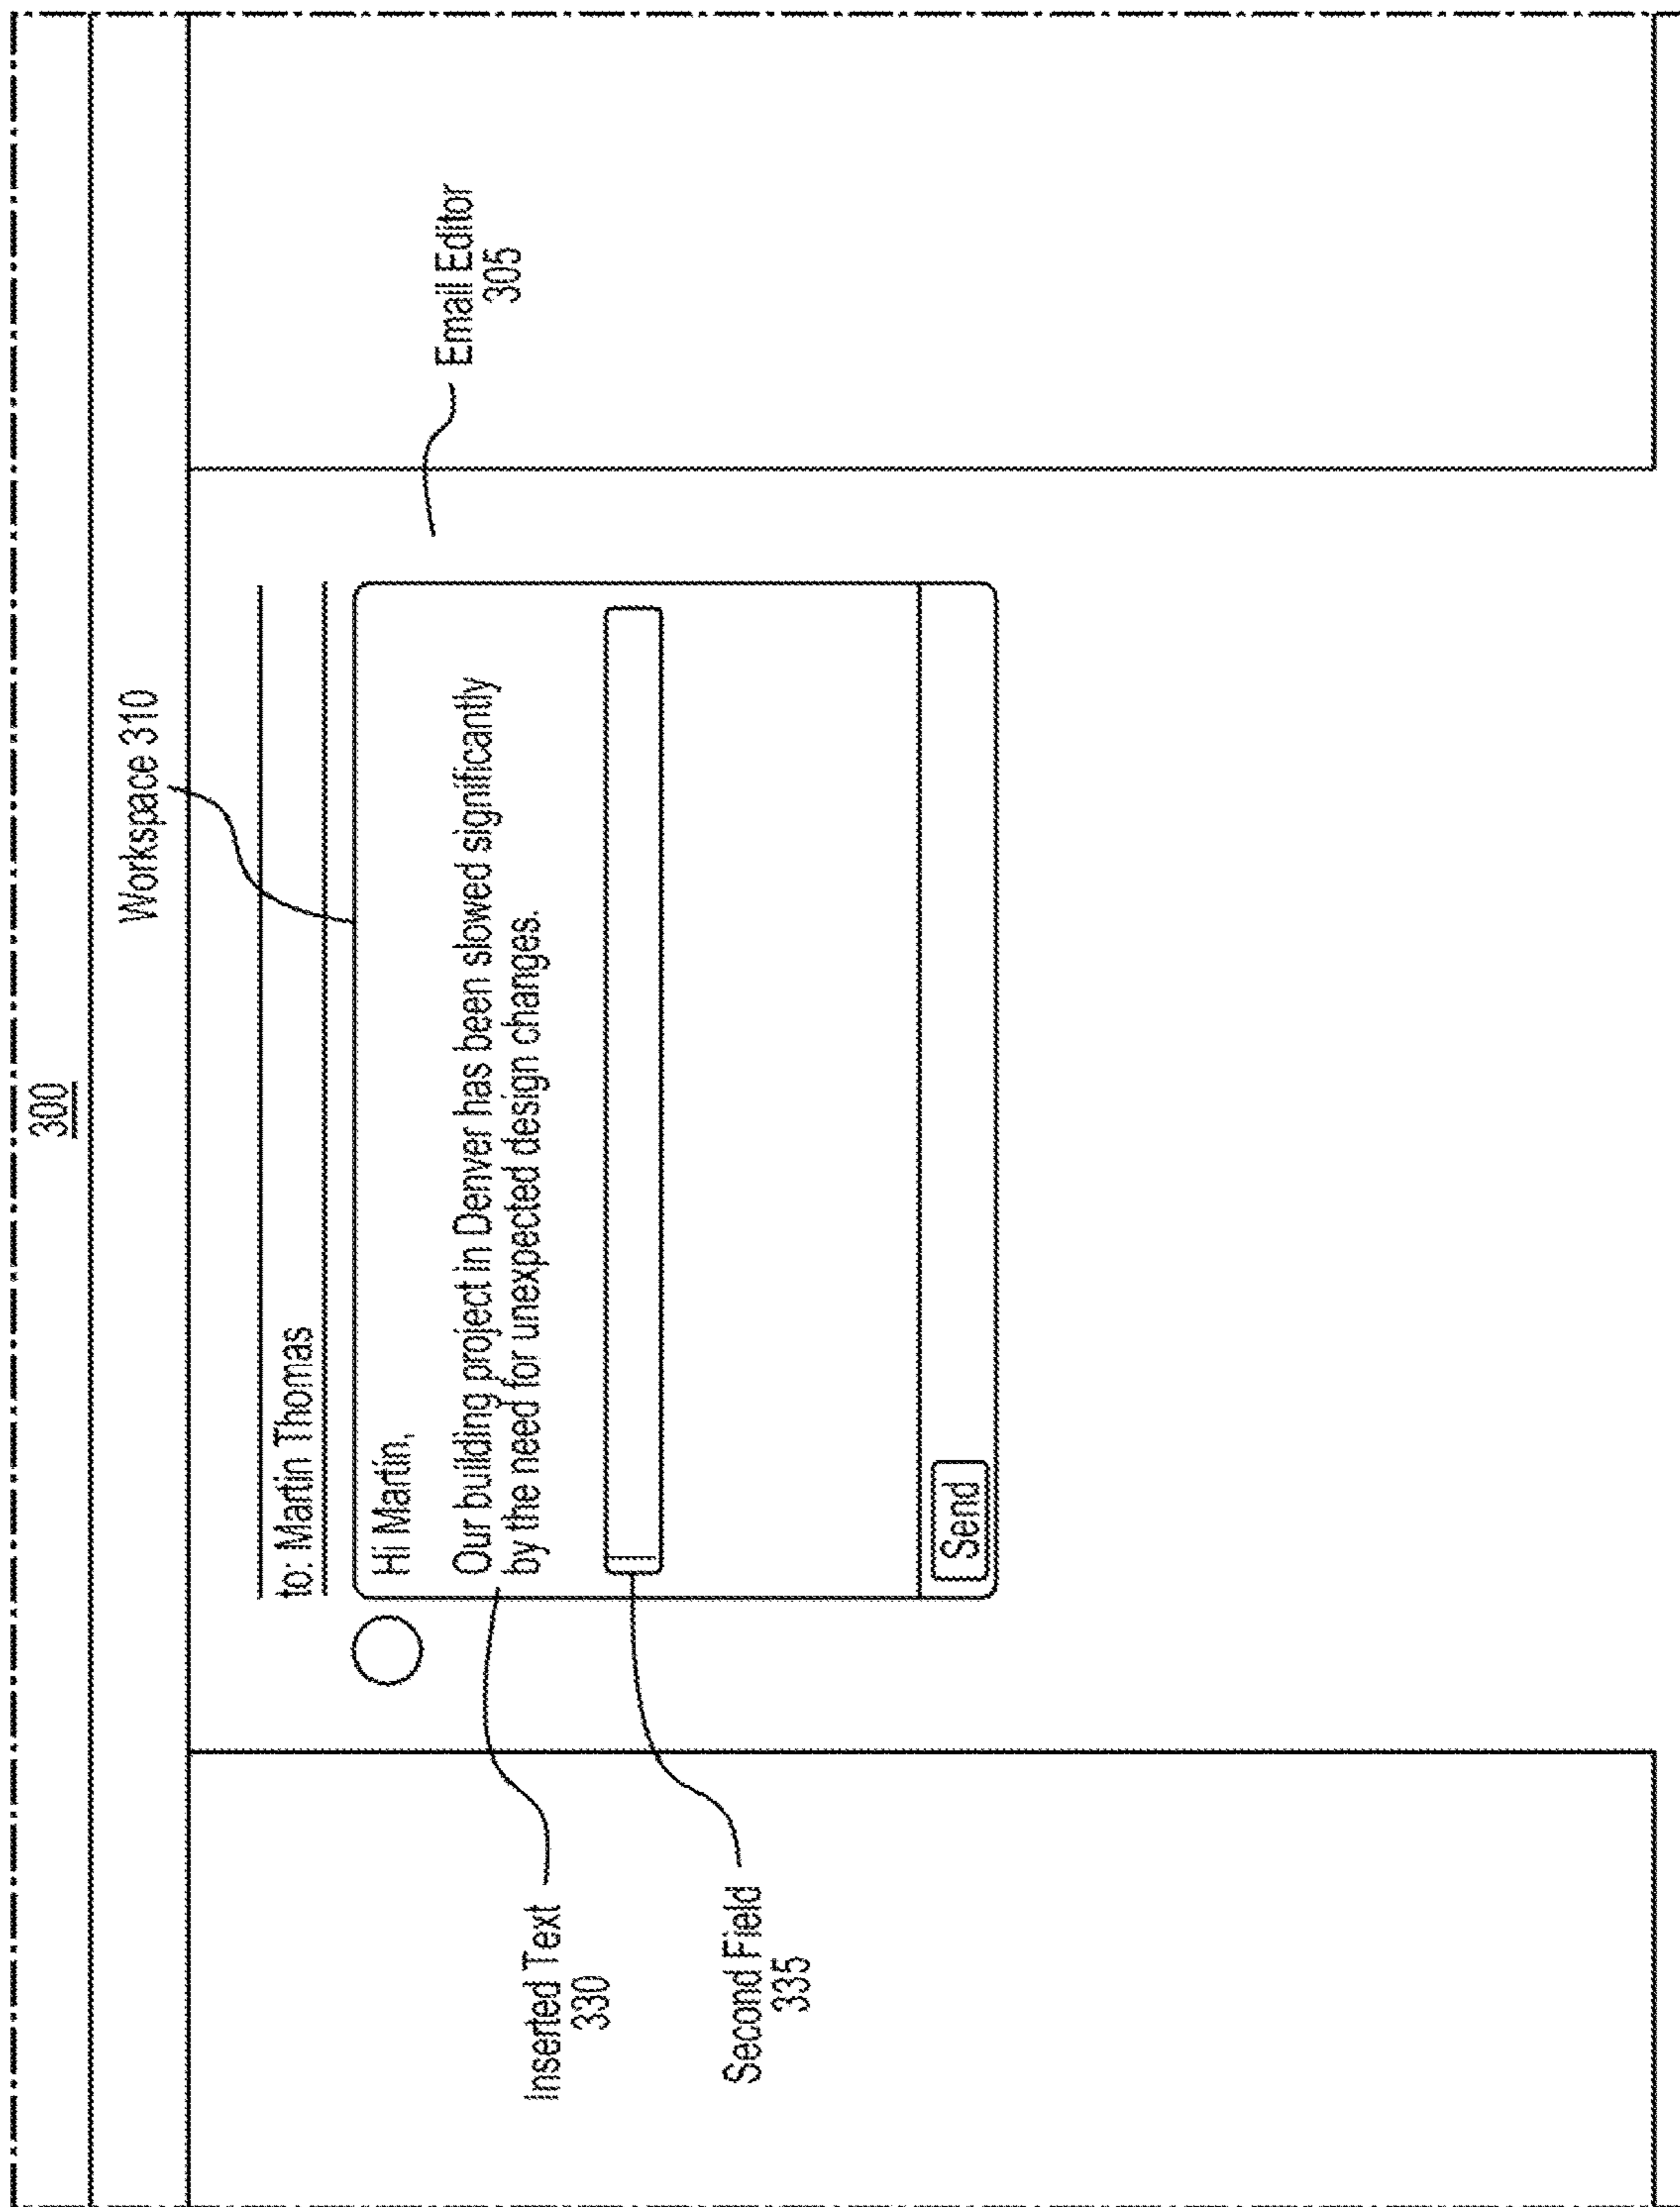 300
Workspace 310
to: Martin Thomas
Hi Martin,
Email Editor
305
Our building project in Denver has been slowed significantly
by the need for unexpected design changes.
Inserted Text
330
Second Field
335
Send